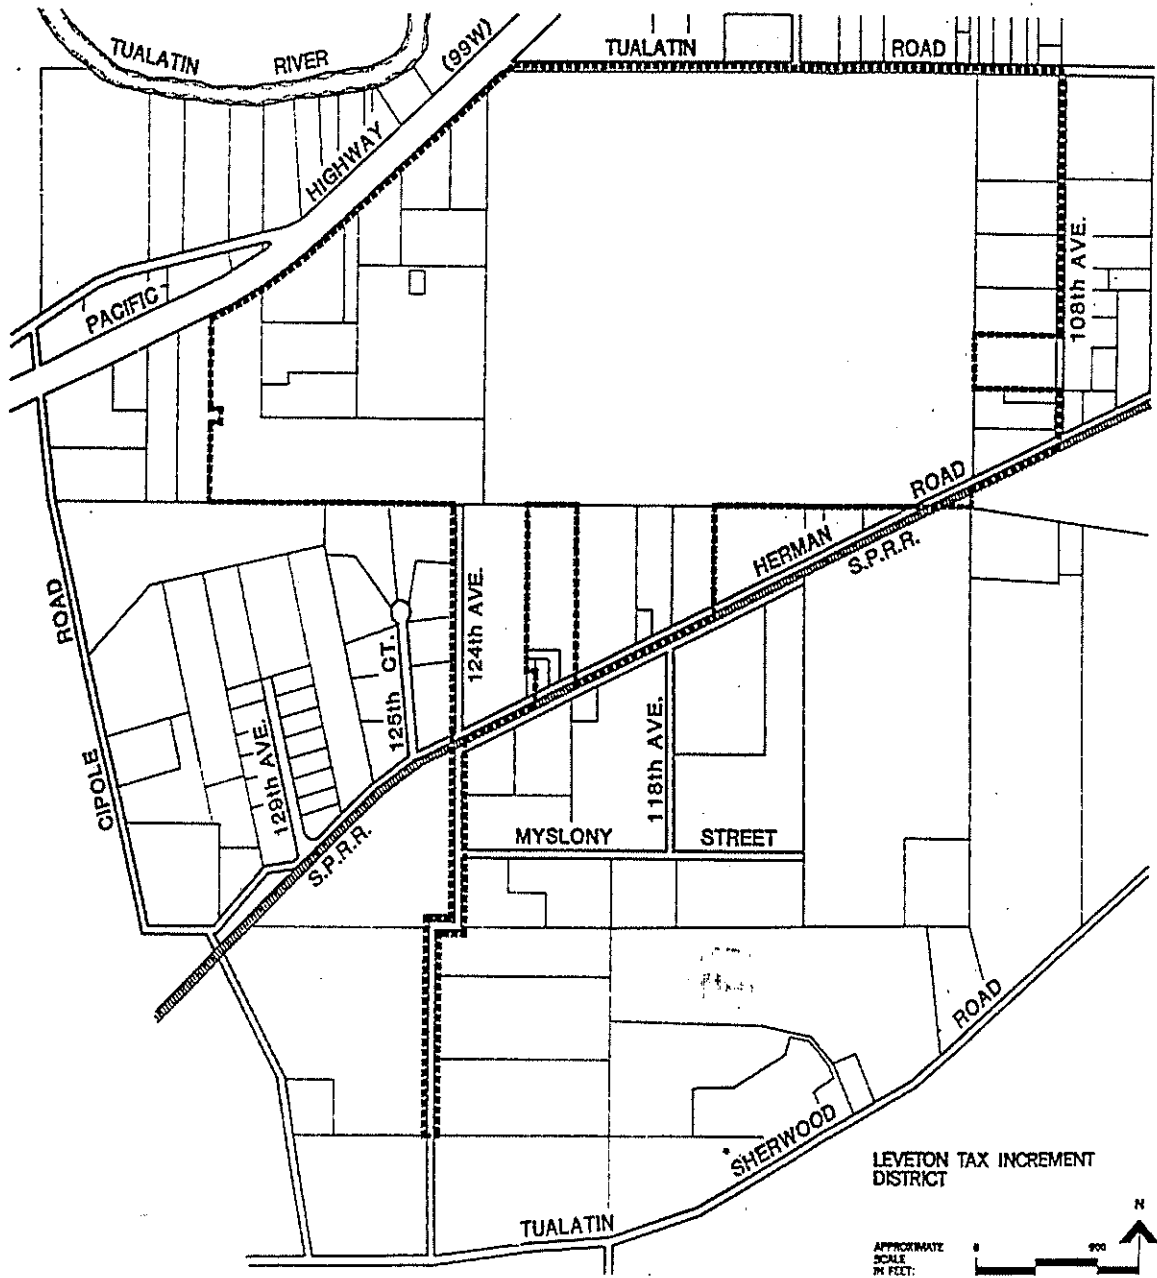 TUALATIN RIVER
HIGHWAY (99W)
TUALATIN ROAD
PACIFIC
108th AVE.
HERMAN ROAD
S.P.R.R.
CIPOLE ROAD
124th AVE.
125th CT.
129th AVE.
S.P.R.R.
118th AVE.
MYSLONY STREET
TUALATIN SHERWOOD ROAD
LEVETON TAX INCREMENT
DISTRICT
N
APPROXIMATE
SCALE
IN FEET:
0 900